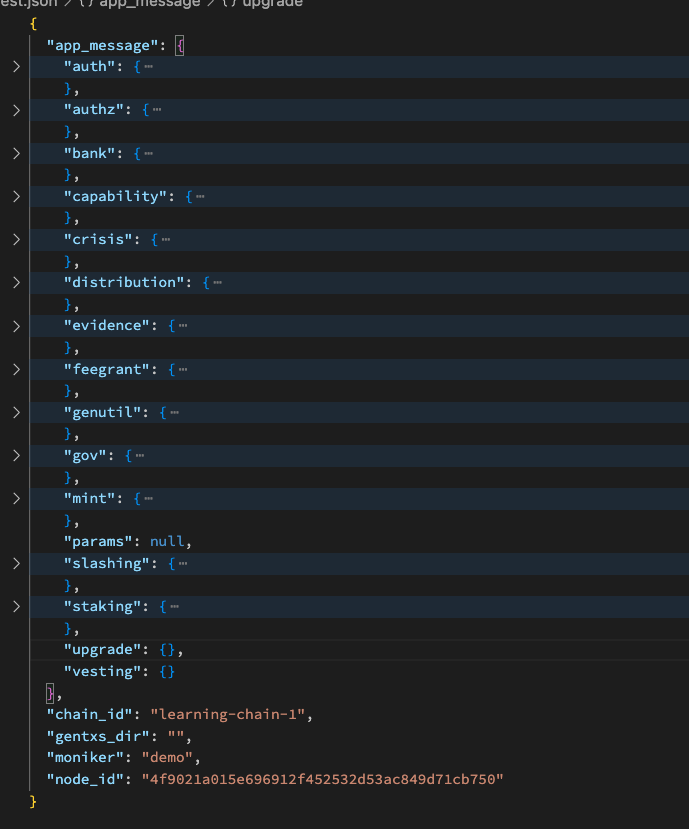 est.json > {} app_message > {} upgrade
{
"app_message": {
"auth": {…
},
"authz": {…
},
"bank": {…
},
"capability": {…
},
"crisis": {…
},
"distribution": {…
},
"evidence": {…
},
"feegrant": {…
},
"genutil": {…
},
"gov": {…
},
"mint": {…
},
"params": null,
"slashing": {…
},
"staking": {…
},
"upgrade": {},
"vesting": {}
},
"chain_id": "learning-chain-1",
"gentxs_dir": "",
"moniker": "demo",
"node_id": "4f9021a015e696912f452532d53ac849d71cb750"
}